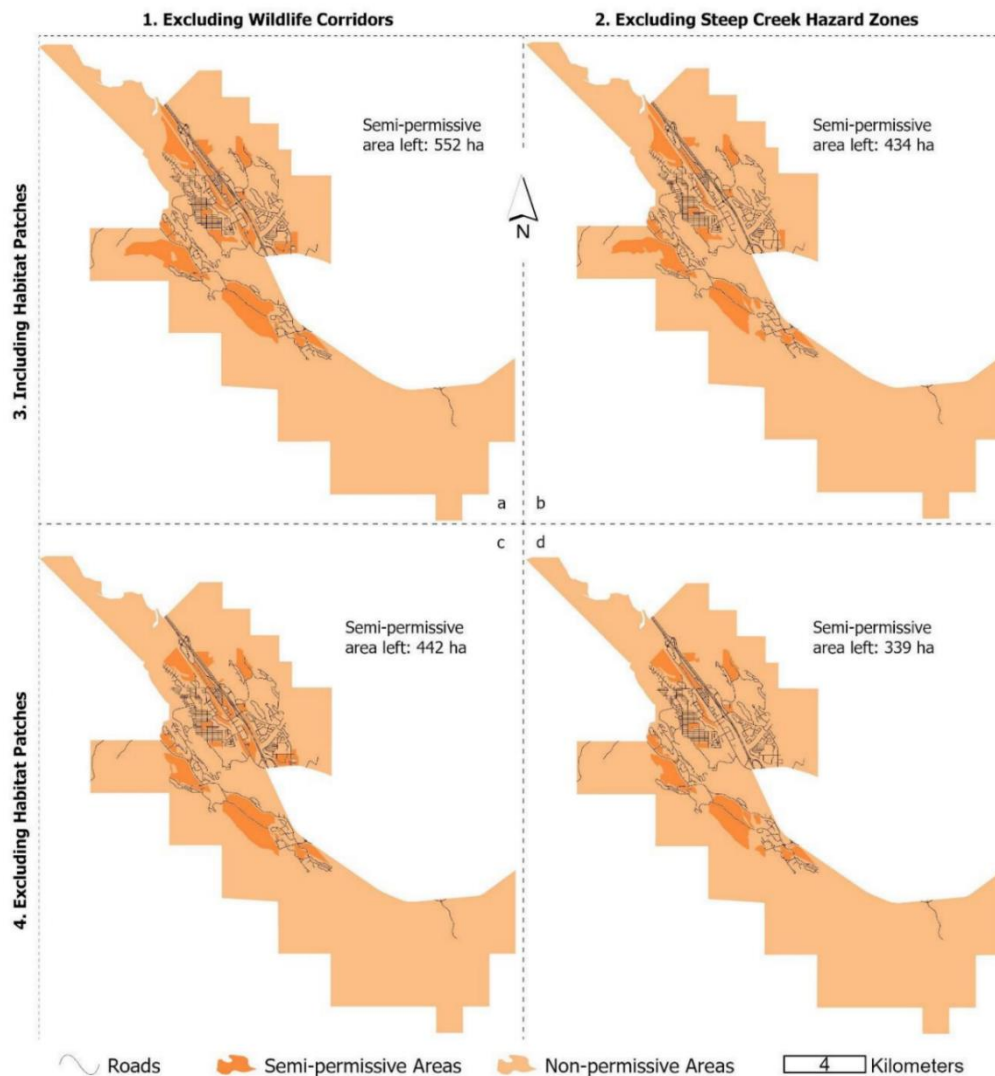 1. Excluding Wildlife Corridors
2. Excluding Steep Creek Hazard Zones
3. Including Habitat Patches
Semi-permissive
area left: 552 ha
Semi-permissive
area left: 434 ha
N
a
b
4. Excluding Habitat Patches
c
d
Semi-permissive
area left: 442 ha
Semi-permissive
area left: 339 ha
Roads
Semi-permissive Areas
Non-permissive Areas
4
Kilometers